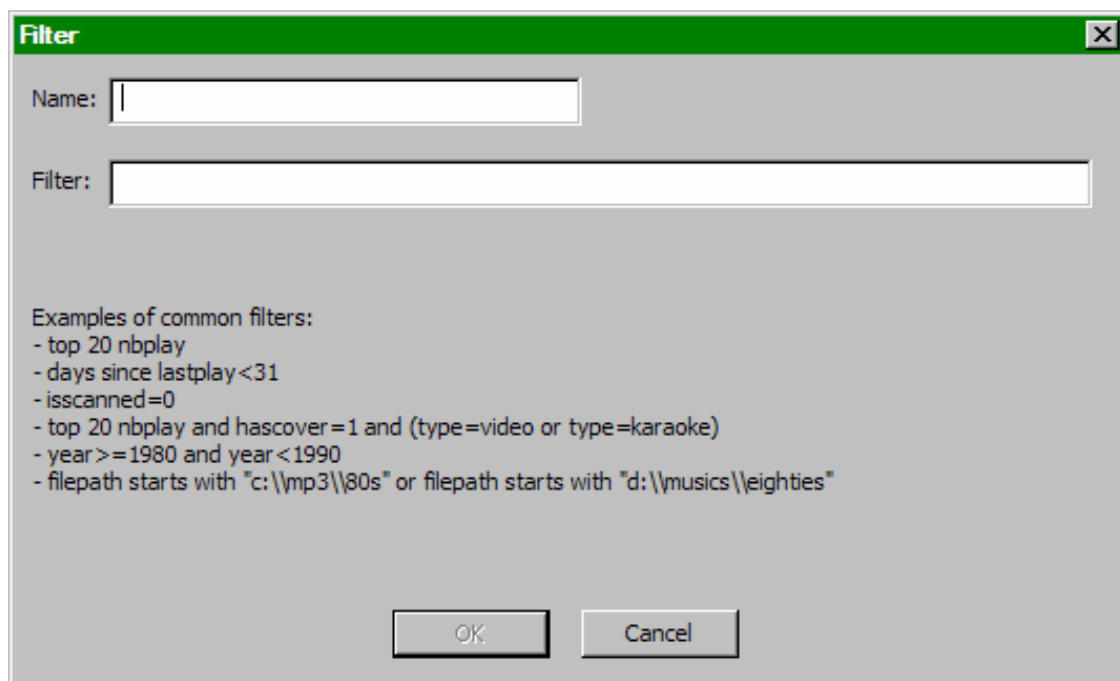 Filter
Name:
Filter:
Examples of common filters:
- top 20 nbplay
- days since lastplay<31
- isscanned=0
- top 20 nbplay and hascover=1 and (type=video or type=karaoke)
- year>=1980 and year<1990
- filepath starts with "c:\\mp3\\80s" or filepath starts with "d:\\musics\\eighties"
OK Cancel